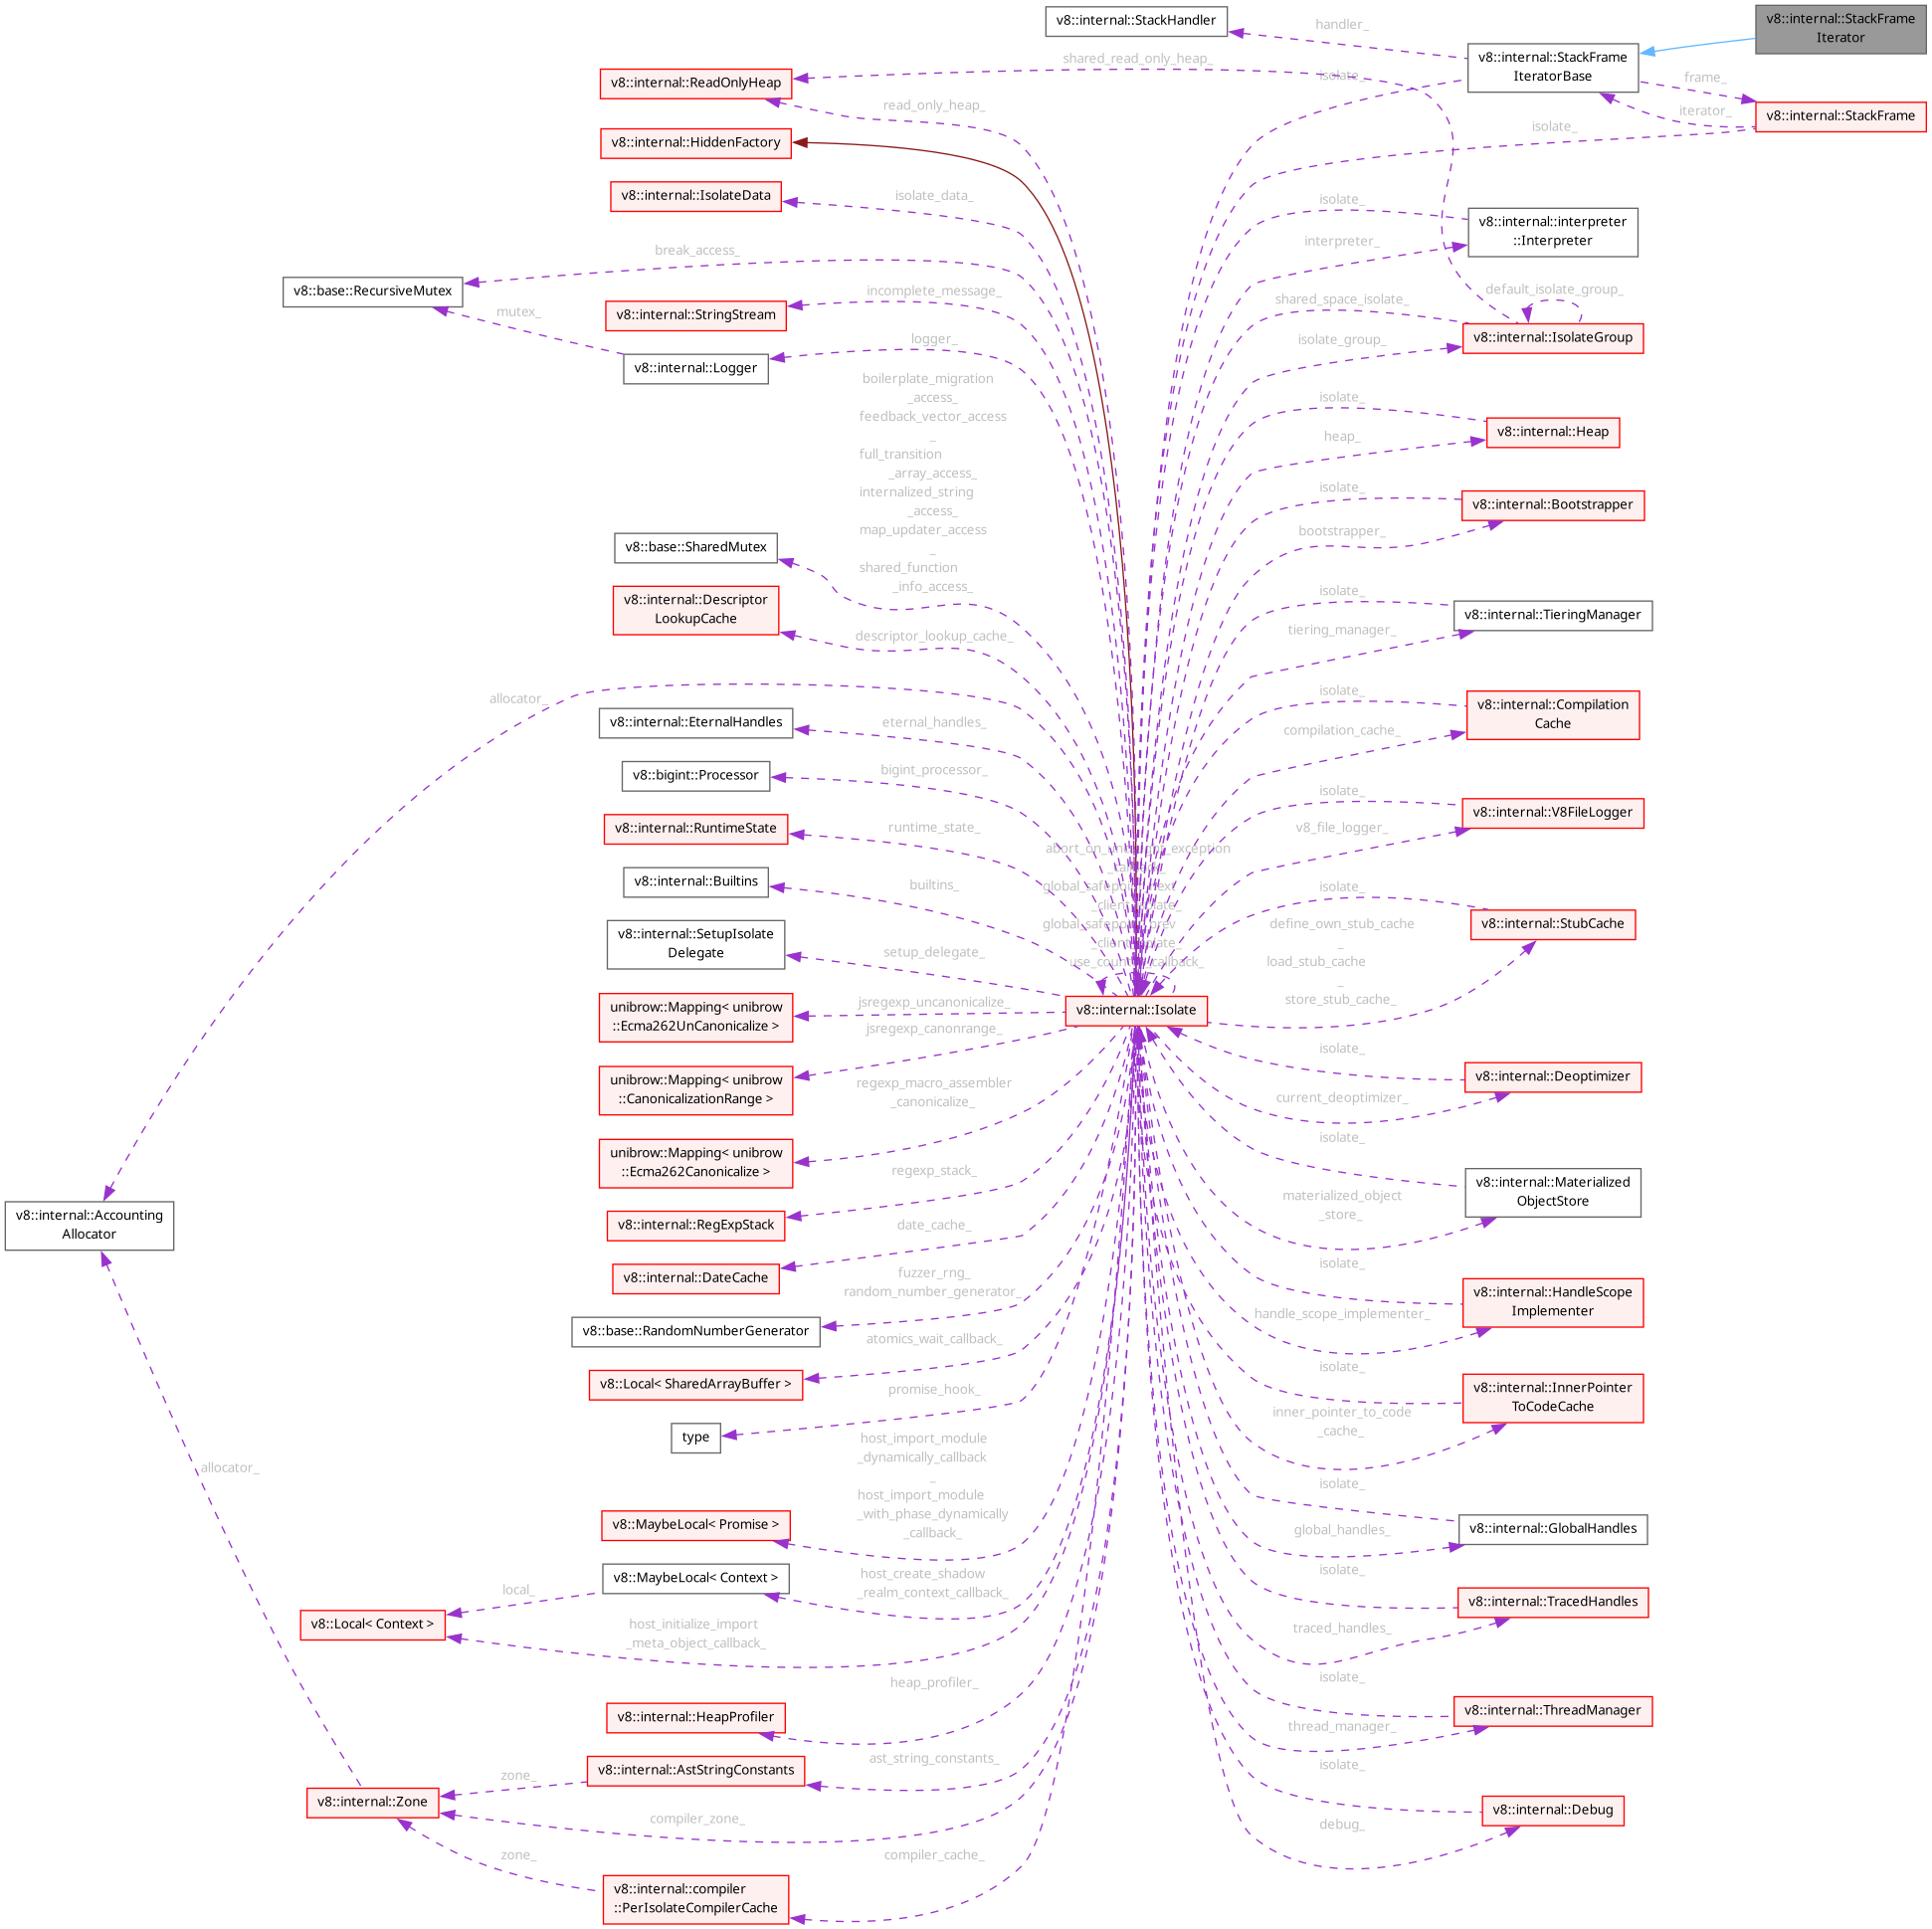 v8::internal::StackFrame
Iterator
v8::internal::StackHandler
handler_
v8::internal::StackFrame
IteratorBase
shared_read_only_heap_
isolate_
frame_
v8::internal::ReadOnlyHeap
read_only_heap_
iterator_
v8::internal::StackFrame
isolate_
v8::internal::HiddenFactory
v8::internal::IsolateData
isolate_data_
isolate_
v8::internal::interpreter
::Interpreter
interpreter_
break_access_
v8::base::RecursiveMutex
mutex_
v8::internal::StringStream
incomplete_message_
shared_space_isolate_
default_isolate_group_
v8::internal::IsolateGroup
isolate_group_
v8::internal::Logger
logger_
boilerplate_migration
_access_
feedback_vector_access
_
full_transition
_array_access_
internalized_string
_access_
map_updater_access
_
shared_function
_info_access_
isolate_
v8::internal::Heap
heap_
isolate_
v8::internal::Bootstrapper
bootstrapper_
v8::base::SharedMutex
v8::internal::Descriptor
LookupCache
descriptor_lookup_cache_
isolate_
v8::internal::TieringManager
tiering_manager_
allocator_
v8::internal::EternalHandles
eternal_handles_
isolate_
v8::internal::Compilation
Cache
compilation_cache_
v8::bigint::Processor
bigint_processor_
isolate_
v8::internal::V8FileLogger
v8_file_logger_
v8::internal::RuntimeState
runtime_state_
v8::internal::Builtins
builtins_
abort_on_uncaught_exception
_callback_
global_safepoint_next
_client_isolate_
global_safepoint_prev
_client_isolate_
use_counter_callback_
isolate_
v8::internal::StubCache
define_own_stub_cache
_
load_stub_cache
_
store_stub_cache_
v8::internal::SetupIsolate
Delegate
setup_delegate_
unibrow::Mapping< unibrow
::Ecma262UnCanonicalize >
jsregexp_uncanonicalize_
v8::internal::Isolate
jsregexp_canonrange_
unibrow::Mapping< unibrow
::CanonicalizationRange >
isolate_
v8::internal::Deoptimizer
current_deoptimizer_
regexp_macro_assembler
_canonicalize_
unibrow::Mapping< unibrow
::Ecma262Canonicalize >
isolate_
v8::internal::Materialized
ObjectStore
materialized_object
_store_
regexp_stack_
v8::internal::RegExpStack
v8::internal::Accounting
Allocator
date_cache_
v8::internal::DateCache
isolate_
v8::internal::HandleScope
Implementer
handle_scope_implementer_
fuzzer_rng_
random_number_generator_
v8::base::RandomNumberGenerator
atomics_wait_callback_
v8::Local< SharedArrayBuffer >
isolate_
v8::internal::InnerPointer
ToCodeCache
inner_pointer_to_code
_cache_
promise_hook_
type
allocator_
host_import_module
_dynamically_callback
_
host_import_module
_with_phase_dynamically
_callback_
v8::MaybeLocal< Promise >
isolate_
v8::internal::GlobalHandles
global_handles_
v8::MaybeLocal< Context >
host_create_shadow
_realm_context_callback_
local_
v8::Local< Context >
host_initialize_import
_meta_object_callback_
isolate_
v8::internal::TracedHandles
traced_handles_
heap_profiler_
v8::internal::HeapProfiler
isolate_
v8::internal::ThreadManager
thread_manager_
ast_string_constants_
v8::internal::AstStringConstants
zone_
v8::internal::Zone
compiler_zone_
isolate_
v8::internal::Debug
debug_
zone_
compiler_cache_
v8::internal::compiler
::PerIsolateCompilerCache